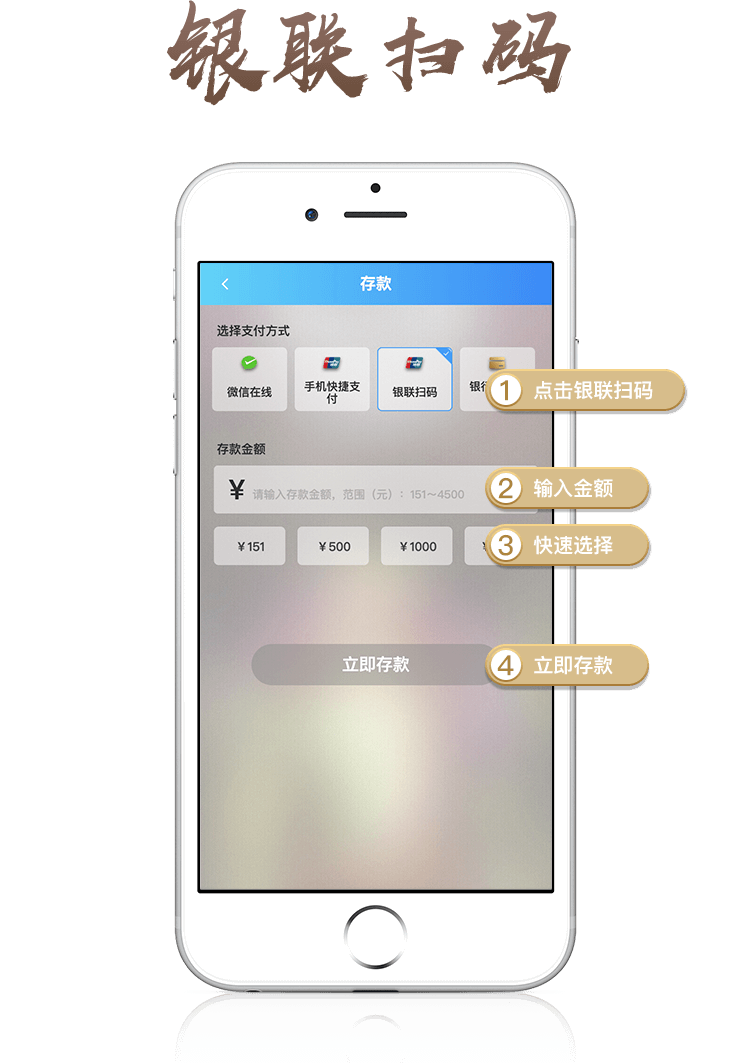 银联扫码
存款
选择支付方式
微信在线
手机快捷支
付
银联扫码
1 点击银联扫码
存款金额
¥ 请输入存款金额，范围（元）：151～4500
2 输入金额
¥151
¥500
¥1000
3 快速选择
立即存款
4 立即存款